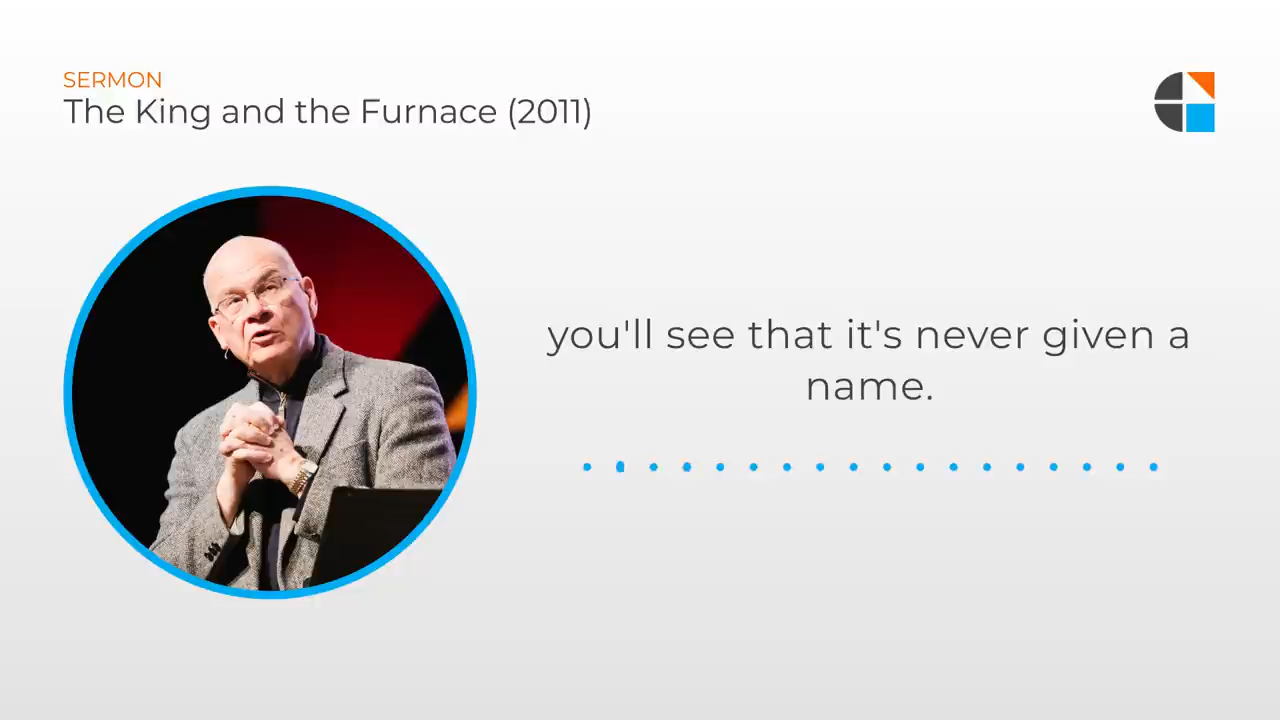 SERMON
The King and the Furnace (2011)
you'll see that it's never given a
name.